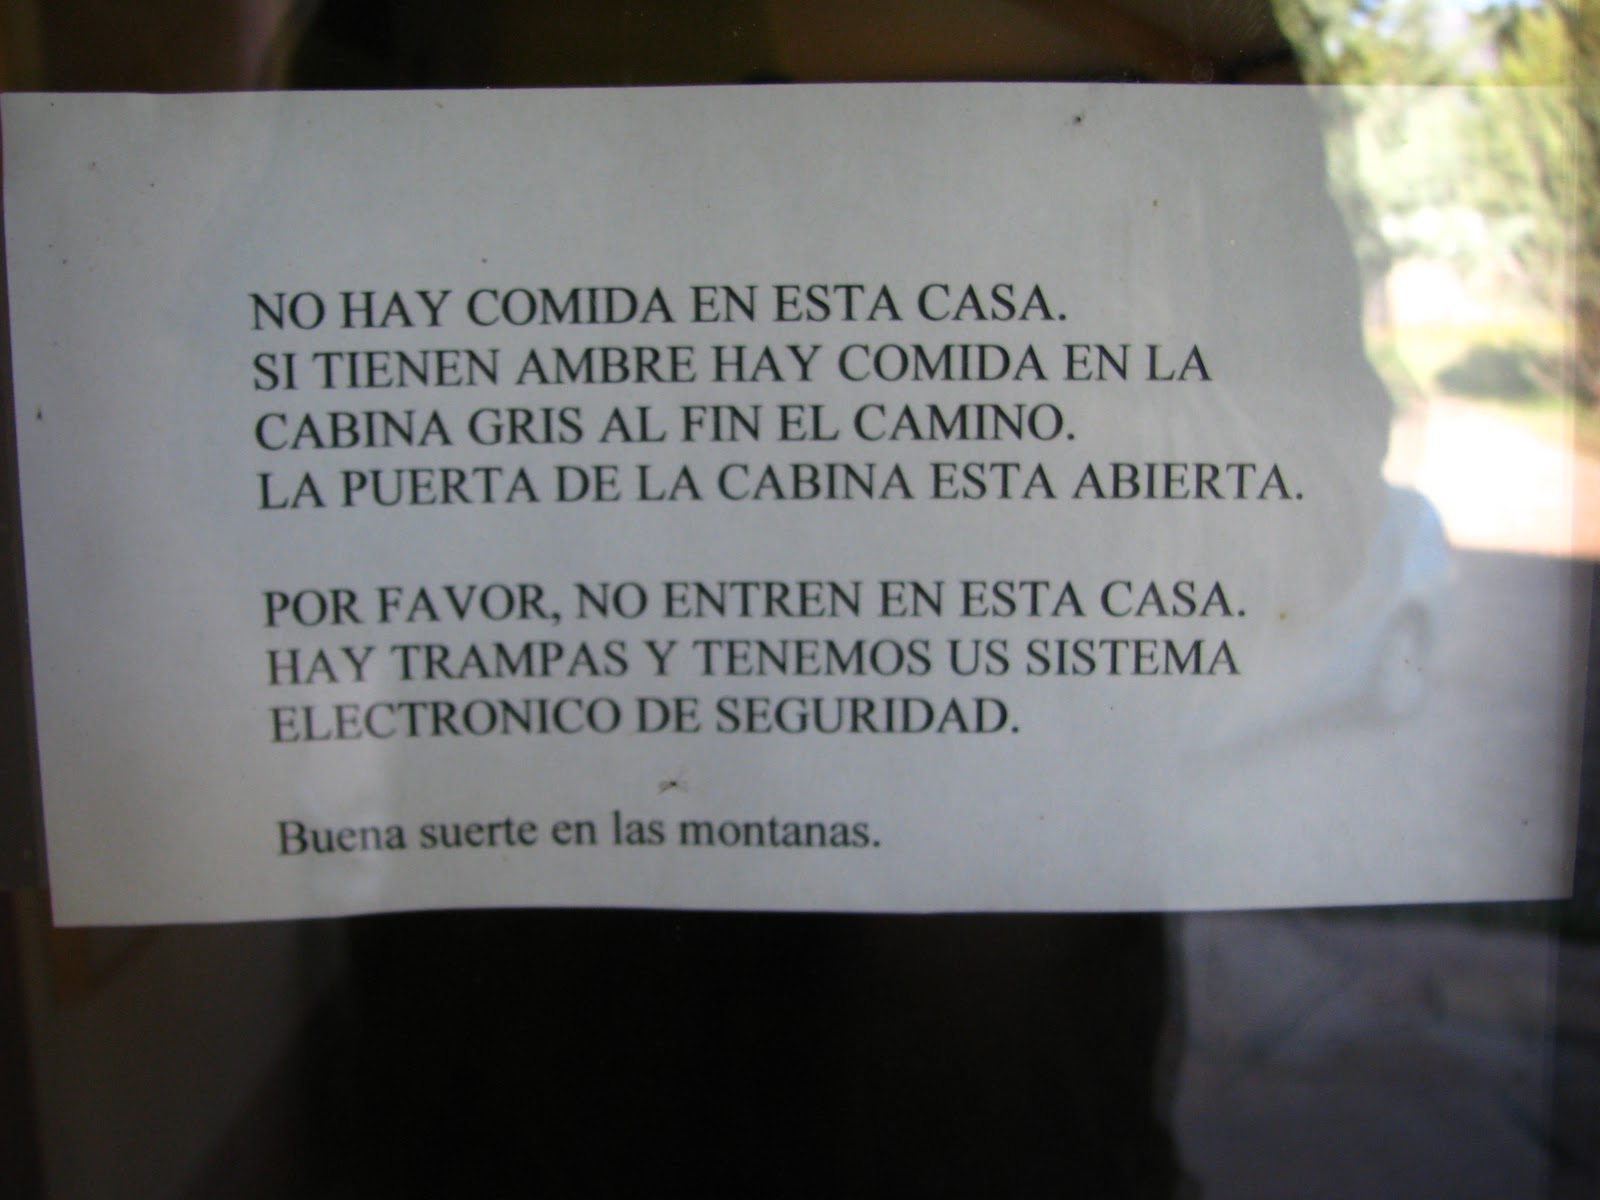 NO HAY COMIDA EN ESTA CASA.
SI TIENEN AMBRE HAY COMIDA EN LA
CABINA GRIS AL FIN EL CAMINO.
LA PUERTA DE LA CABINA ESTA ABIERTA.
POR FAVOR, NO ENTREN EN ESTA CASA.
HAY TRAMPAS Y TENEMOS US SISTEMA
ELECTRONICO DE SEGURIDAD.
Buena suerte en las montanas.